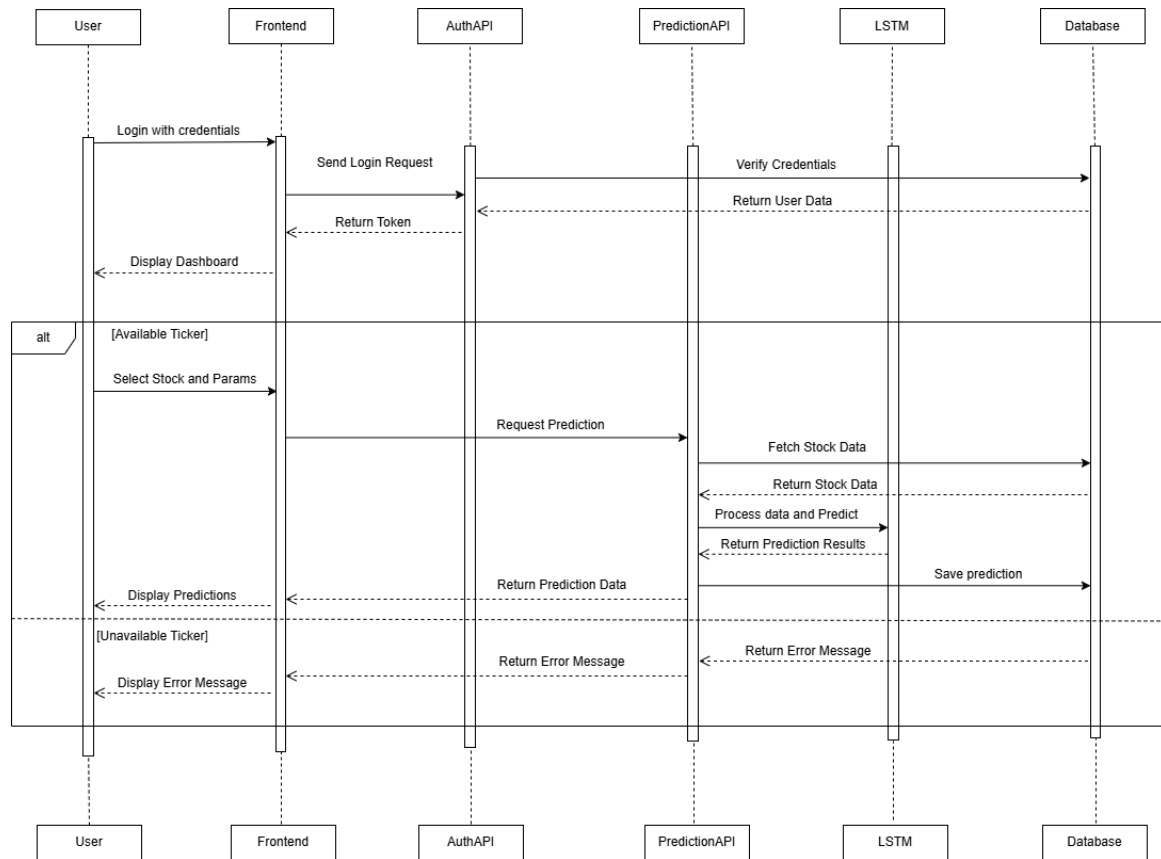 User
Frontend
AuthAPI
PredictionAPI
LSTM
Database
Login with credentials
Send Login Request
Verify Credentials
Return User Data
Return Token
Display Dashboard
alt
[Available Ticker]
Select Stock and Params
Request Prediction
Fetch Stock Data
Return Stock Data
Process data and Predict
Return Prediction Results
Save prediction
Return Prediction Data
Display Predictions
[Unavailable Ticker]
Return Error Message
Return Error Message
Display Error Message
User
Frontend
AuthAPI
PredictionAPI
LSTM
Database